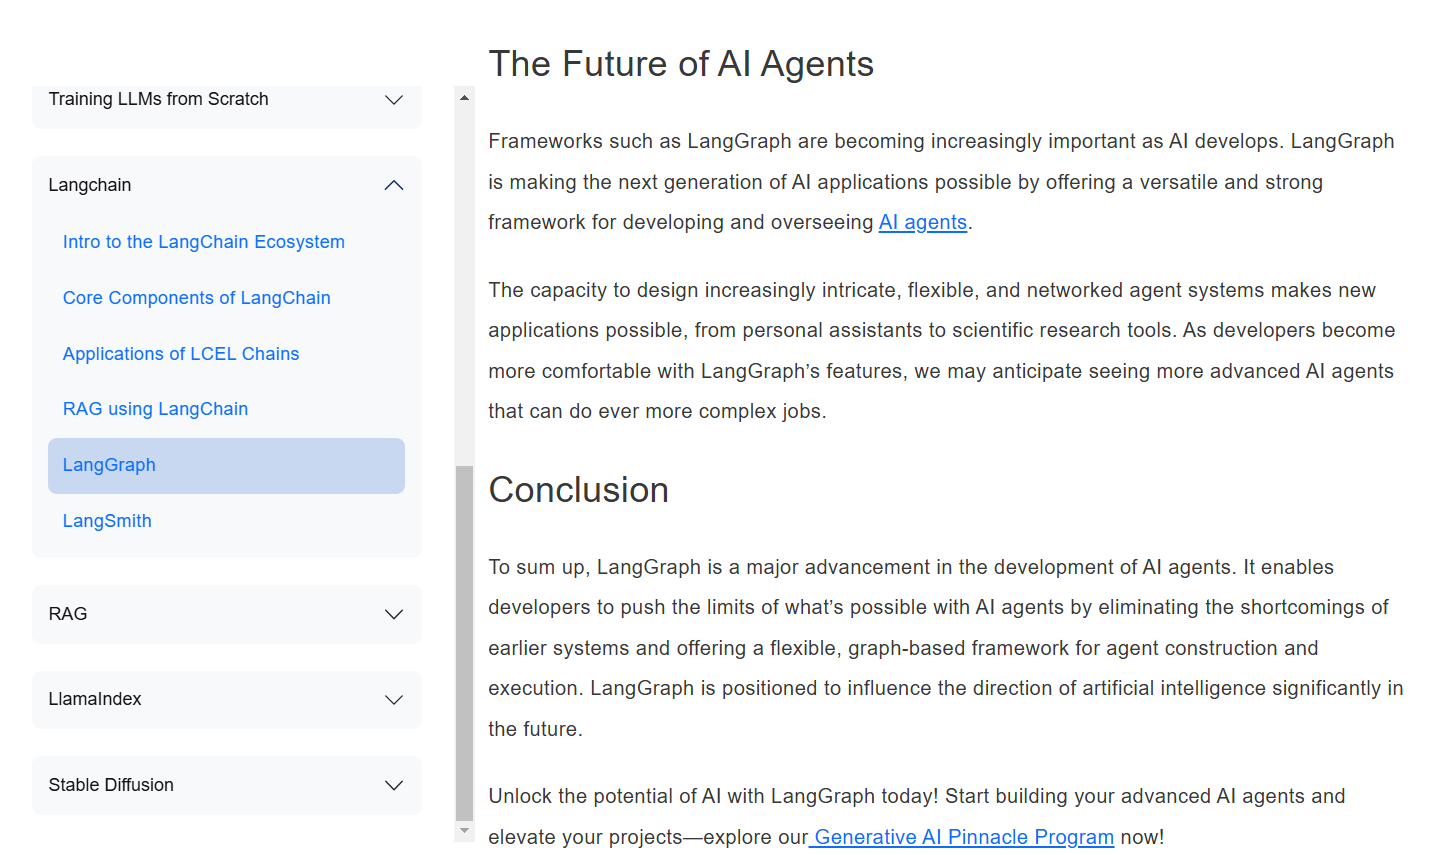 Training LLMs from Scratch
Langchain
Intro to the LangChain Ecosystem
Core Components of LangChain
Applications of LCEL Chains
RAG using LangChain
LangGraph
LangSmith
RAG
LlamaIndex
Stable Diffusion
The Future of AI Agents
Frameworks such as LangGraph are becoming increasingly important as AI develops. LangGraph
is making the next generation of AI applications possible by offering a versatile and strong
framework for developing and overseeing AI agents.
The capacity to design increasingly intricate, flexible, and networked agent systems makes new
applications possible, from personal assistants to scientific research tools. As developers become
more comfortable with LangGraph’s features, we may anticipate seeing more advanced AI agents
that can do ever more complex jobs.
Conclusion
To sum up, LangGraph is a major advancement in the development of AI agents. It enables
developers to push the limits of what’s possible with AI agents by eliminating the shortcomings of
earlier systems and offering a flexible, graph-based framework for agent construction and
execution. LangGraph is positioned to influence the direction of artificial intelligence significantly in
the future.
Unlock the potential of AI with LangGraph today! Start building your advanced AI agents and
elevate your projects—explore our Generative AI Pinnacle Program now!